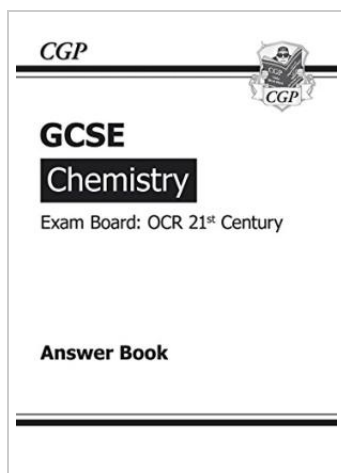 CGP
CGP
GCSE
Chemistry
Exam Board: OCR 21st Century
Answer Book